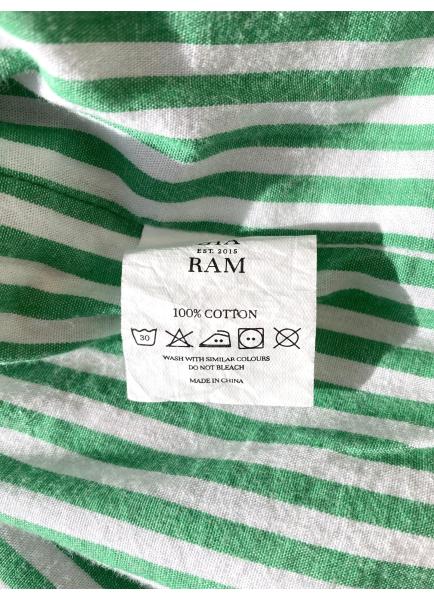 EST. 2015
RAM
100% COTTON
30
WASH WITH SIMILAR COLOURS
DO NOT BLEACH
MADE IN CHINA